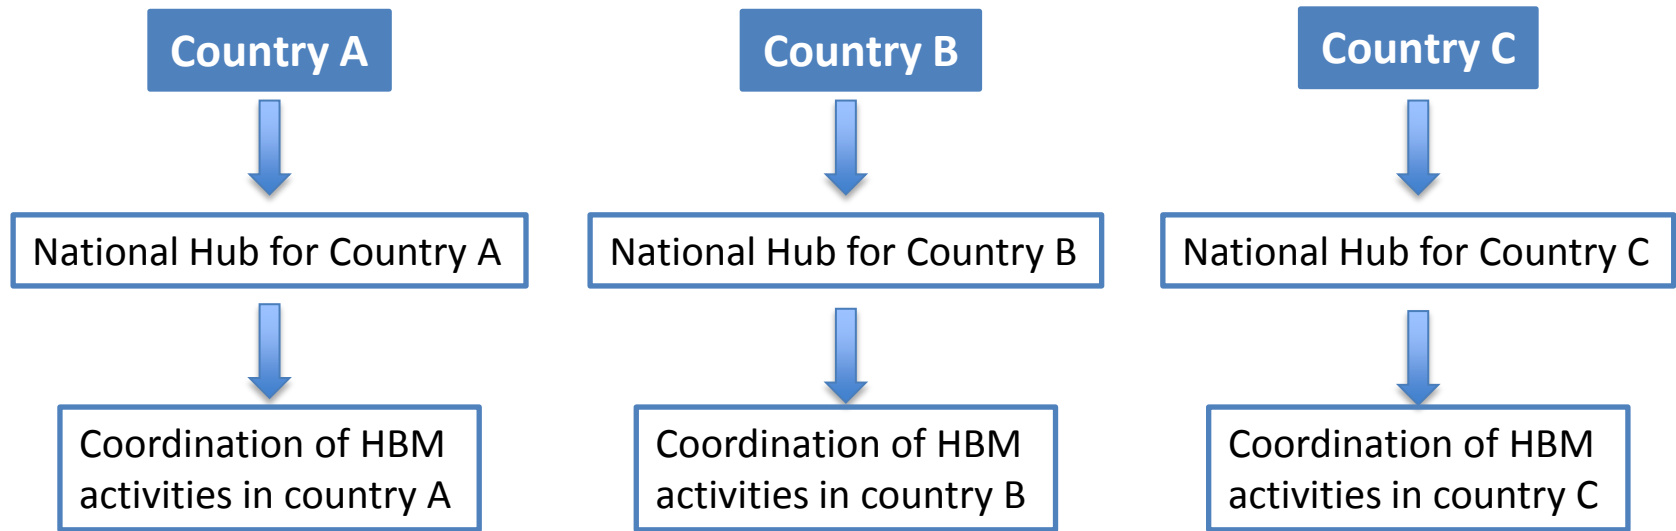 Country A
Country B
Country C
National Hub for Country A
National Hub for Country B
National Hub for Country C
Coordination of HBM
activities in country A
Coordination of HBM
activities in country B
Coordination of HBM
activities in country C